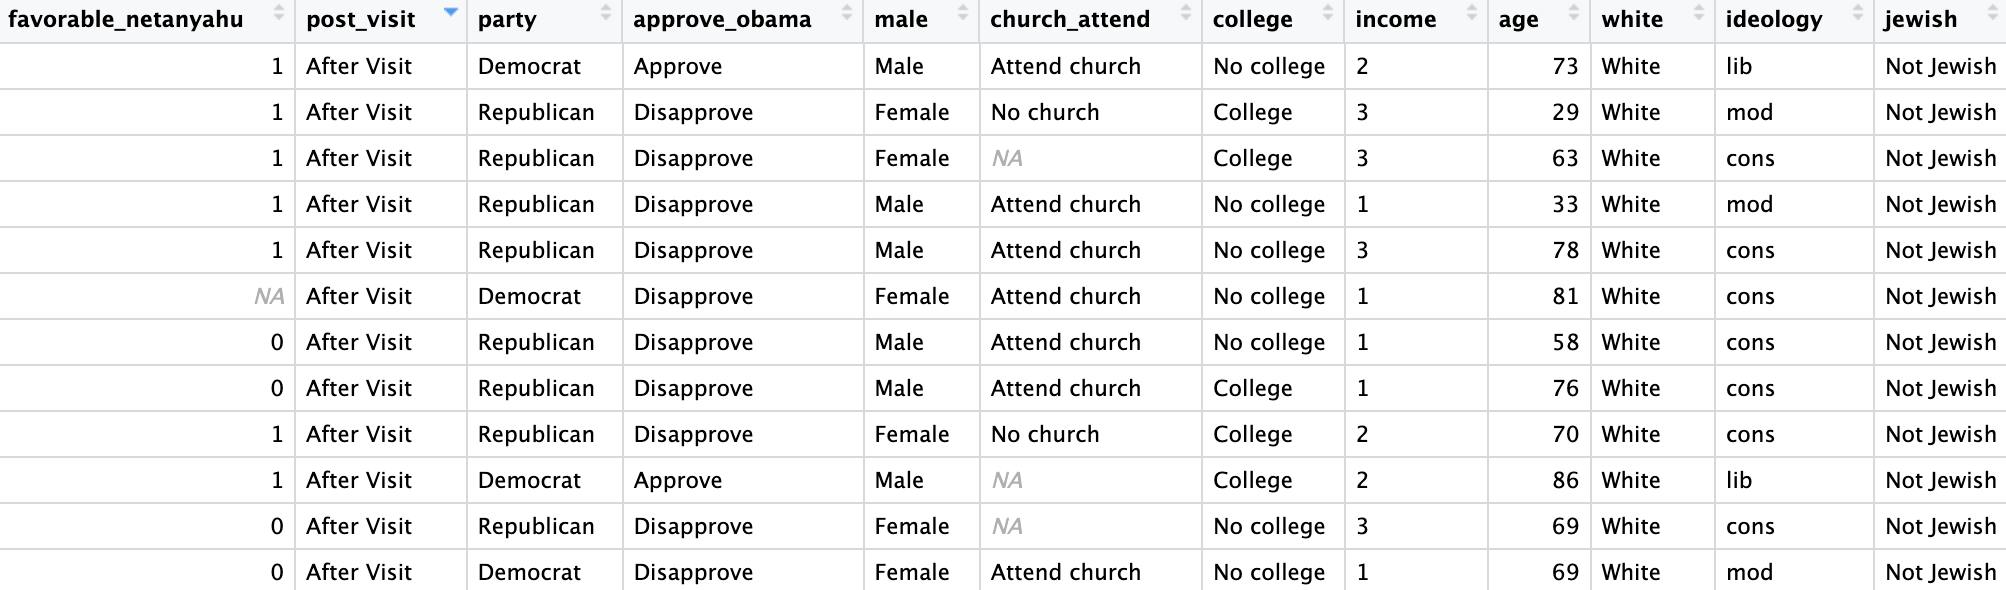 favorable_netanyahu post_visit party approve_obama male church_attend college income age white ideology jewish
1 After Visit Democrat Approve Male Attend church No college 2 73 White lib Not Jewish
1 After Visit Republican Disapprove Female No church College 3 29 White mod Not Jewish
1 After Visit Republican Disapprove Female NA College 3 63 White cons Not Jewish
1 After Visit Republican Disapprove Male Attend church No college 1 33 White mod Not Jewish
1 After Visit Republican Disapprove Male Attend church No college 3 78 White cons Not Jewish
NA After Visit Democrat Disapprove Female Attend church No college 1 81 White cons Not Jewish
0 After Visit Republican Disapprove Male Attend church No college 1 58 White cons Not Jewish
0 After Visit Republican Disapprove Male Attend church College 1 76 White cons Not Jewish
1 After Visit Republican Disapprove Female No church College 2 70 White cons Not Jewish
1 After Visit Democrat Approve Male NA College 2 86 White lib Not Jewish
0 After Visit Republican Disapprove Female NA No college 3 69 White cons Not Jewish
0 After Visit Democrat Disapprove Female Attend church No college 1 69 White mod Not Jewish